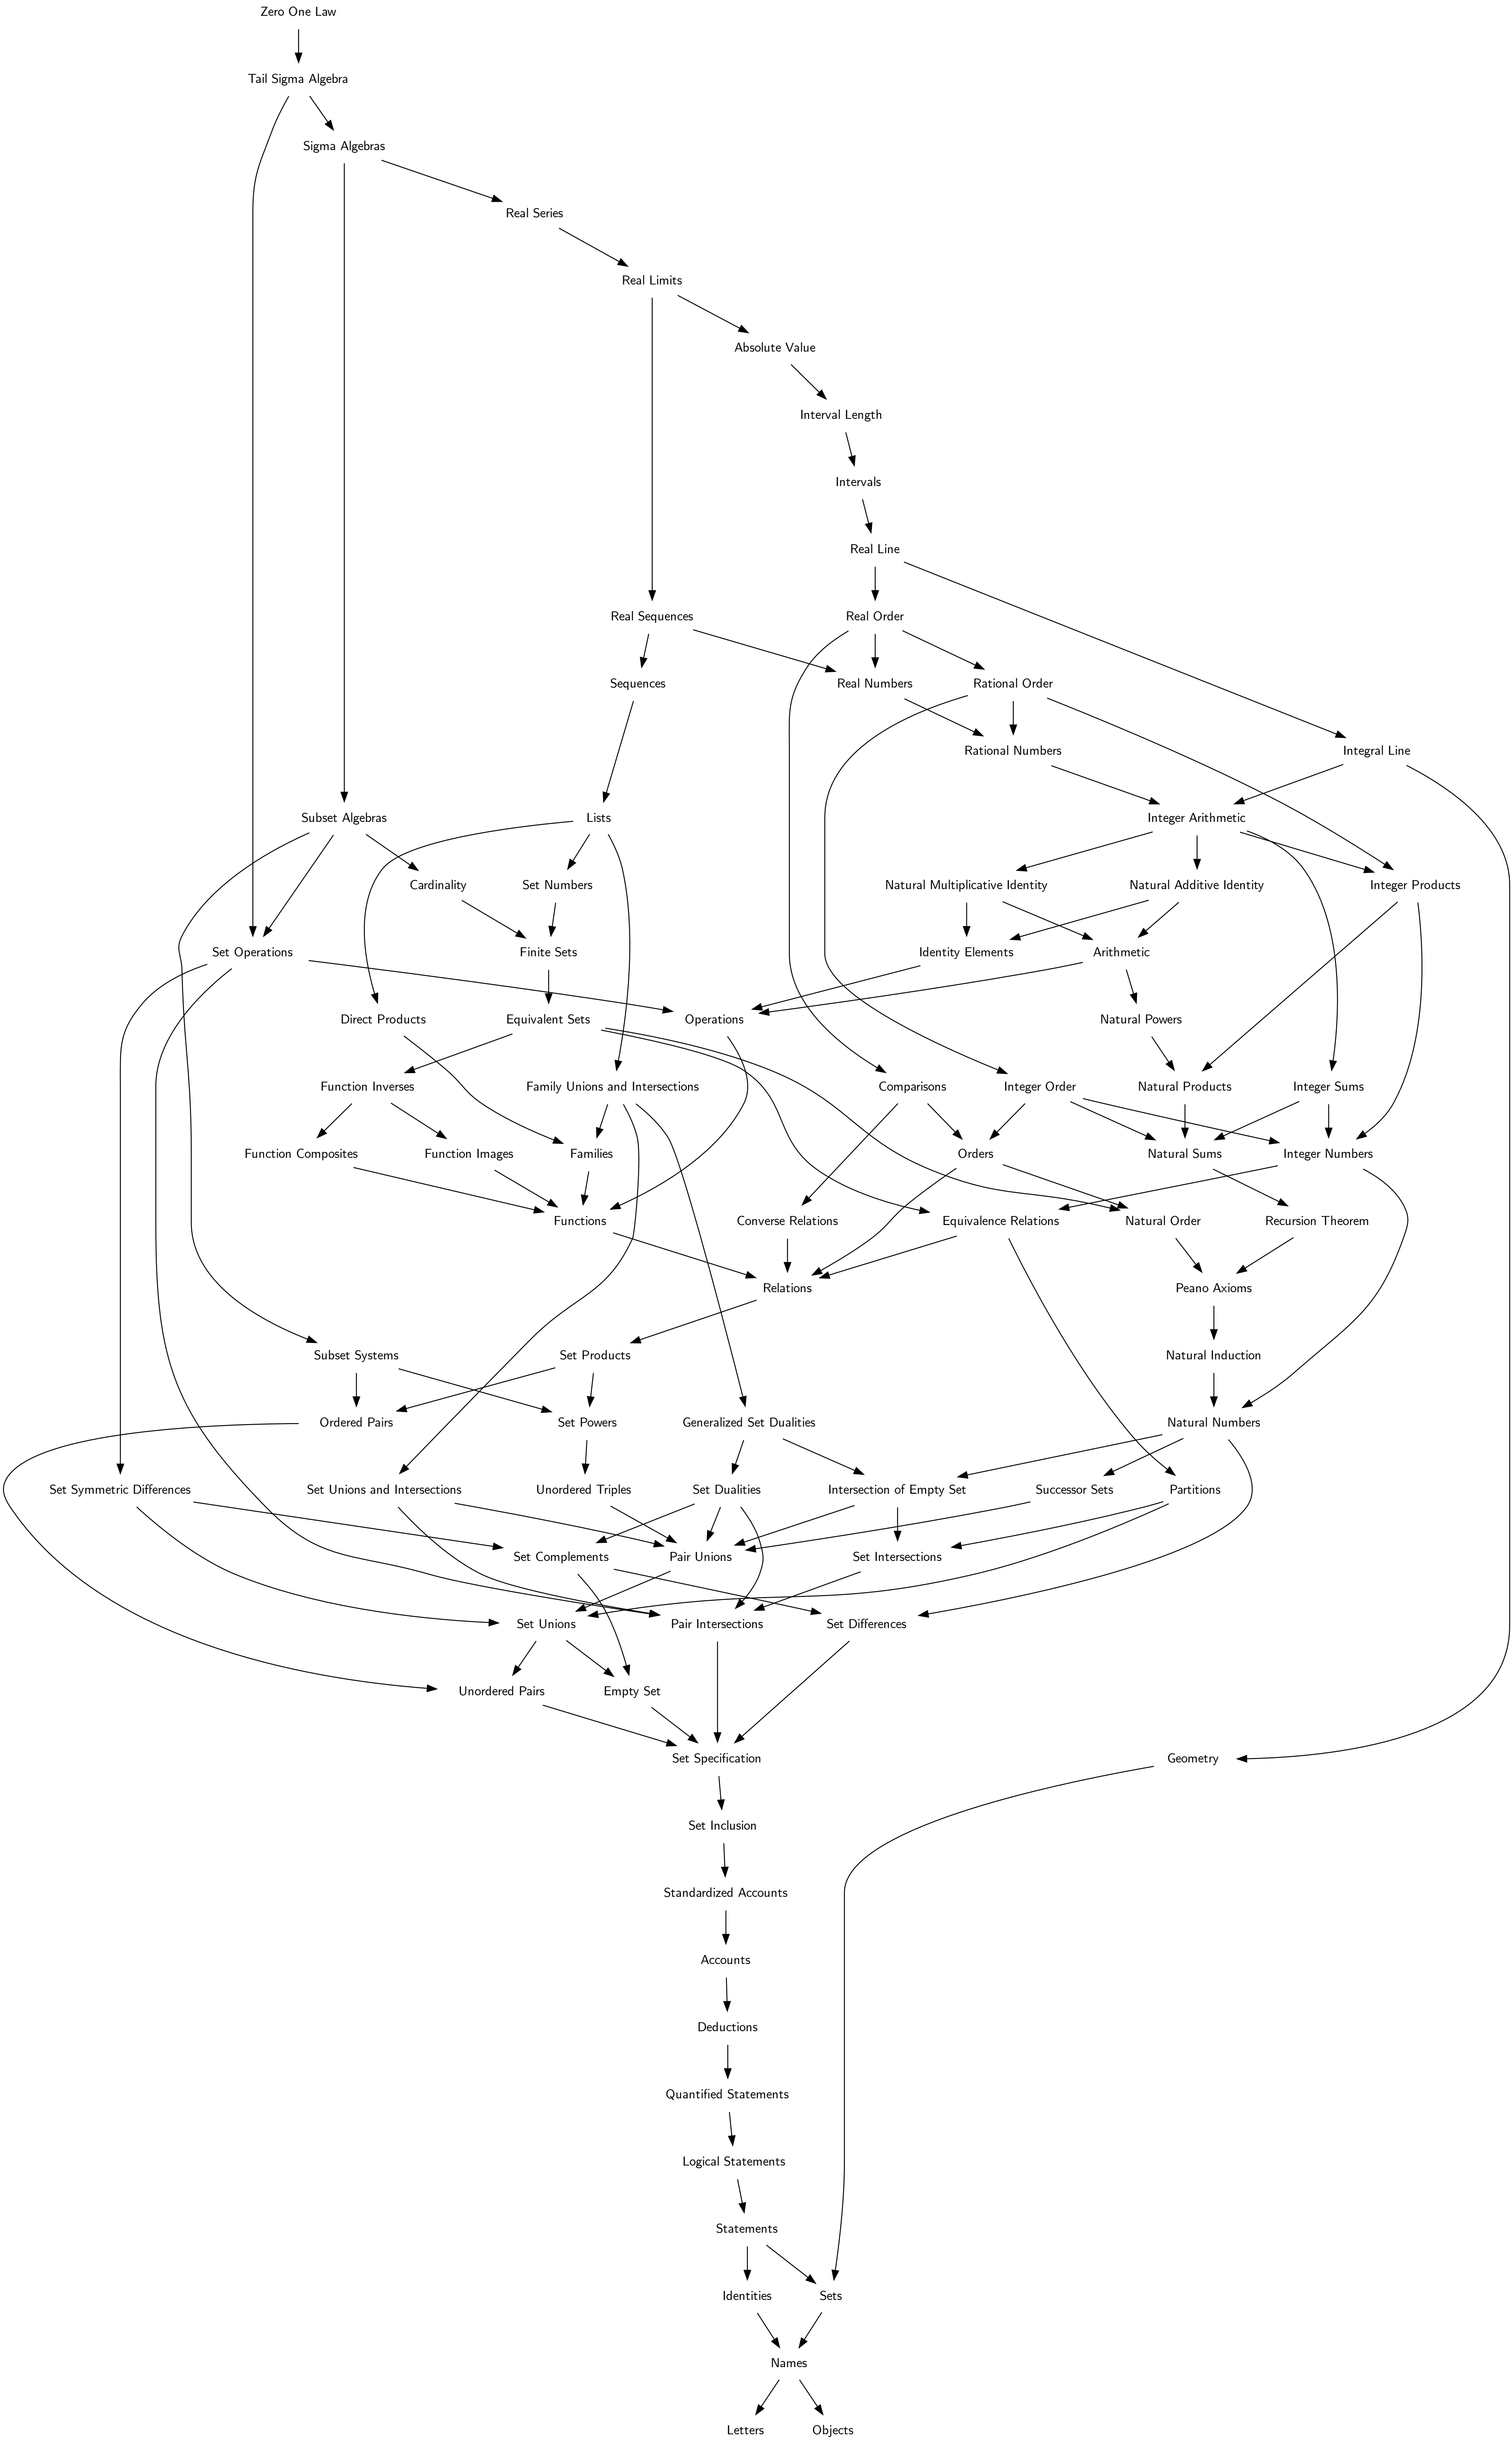 Zero One Law
Tail Sigma Algebra
Sigma Algebras
Real Series
Real Limits
Absolute Value
Interval Length
Intervals
Real Line
Real Sequences
Real Order
Sequences
Real Numbers
Rational Order
Rational Numbers
Integral Line
Subset Algebras
Lists
Integer Arithmetic
Cardinality
Set Numbers
Natural Multiplicative Identity
Natural Additive Identity
Integer Products
Set Operations
Finite Sets
Identity Elements
Arithmetic
Direct Products
Equivalent Sets
Operations
Natural Powers
Function Inverses
Family Unions and Intersections
Comparisons
Integer Order
Natural Products
Integer Sums
Function Composites
Function Images
Families
Orders
Natural Sums
Integer Numbers
Functions
Converse Relations
Equivalence Relations
Natural Order
Recursion Theorem
Relations
Peano Axioms
Subset Systems
Set Products
Natural Induction
Ordered Pairs
Set Powers
Generalized Set Dualities
Natural Numbers
Set Symmetric Differences
Set Unions and Intersections
Unordered Triples
Set Dualities
Intersection of Empty Set
Successor Sets
Partitions
Set Complements
Pair Unions
Set Intersections
Set Unions
Pair Intersections
Set Differences
Unordered Pairs
Empty Set
Set Specification
Geometry
Set Inclusion
Standardized Accounts
Accounts
Deductions
Quantified Statements
Logical Statements
Statements
Identities
Sets
Names
Letters
Objects